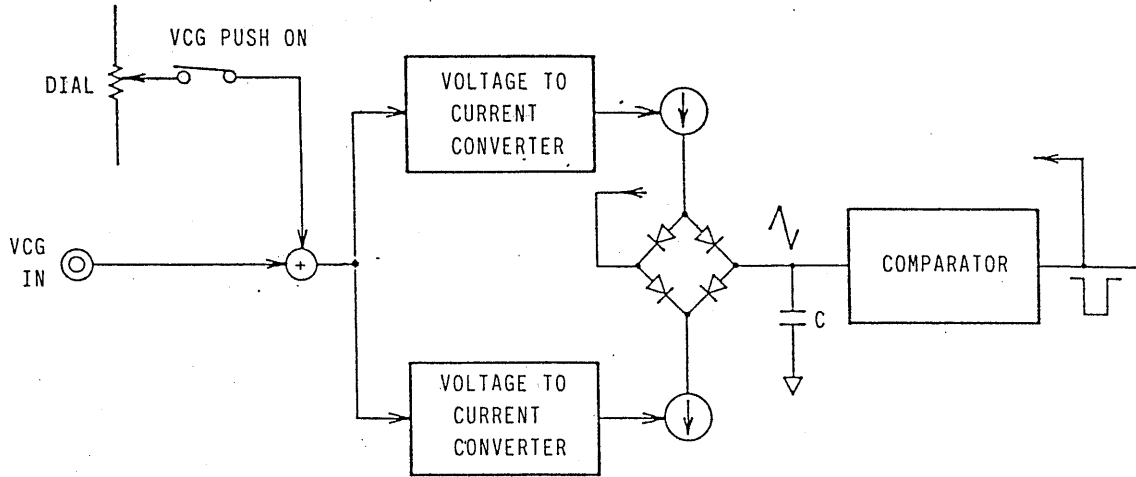 VCG PUSH ON
DIAL
VOLTAGE TO
CURRENT
CONVERTER
VCG
IN
+
COMPARATOR
C
VOLTAGE TO
CURRENT
CONVERTER